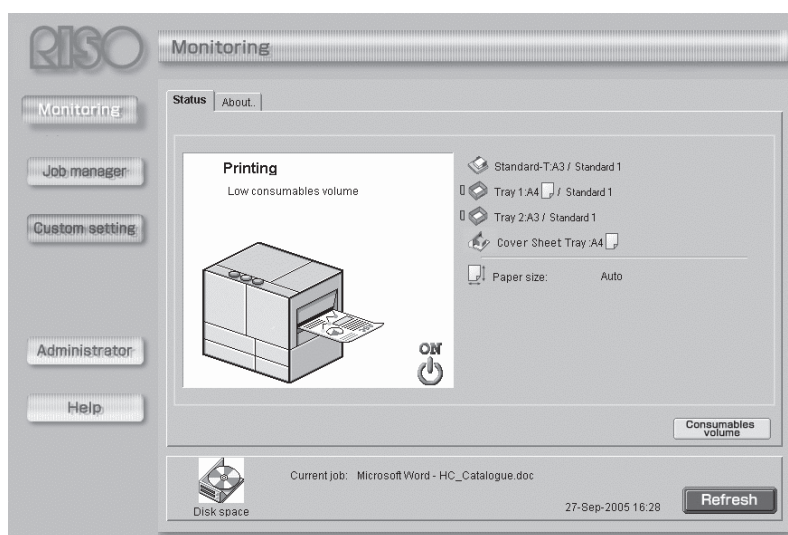 RISO
Monitoring
Monitoring
Job manager
Custom setting
Administrator
Help
Status
About..
Printing
Low consumables volume
ON
Standard-T:A3 / Standard 1
Tray 1:A4 / Standard 1
Tray 2:A3 / Standard 1
Cover Sheet Tray :A4
Paper size: Auto
Consumables volume
Disk space
Current job: Microsoft Word - HC_Catalogue.doc
27-Sep-2005 16:28
Refresh